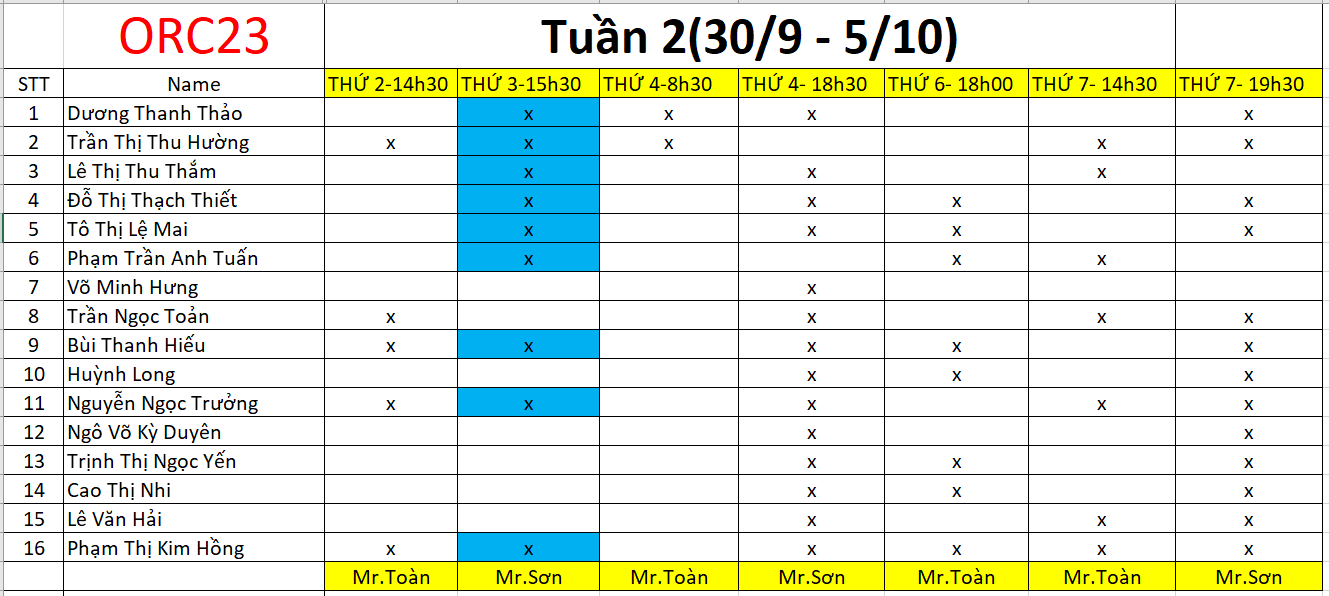 ORC23 Tuần 2(30/9 - 5/10)
STT Name THỨ 2-14h30 THỨ 3-15h30 THỨ 4-8h30 THỨ 4- 18h30 THỨ 6- 18h00 THỨ 7- 14h30 THỨ 7- 19h30
1 Dương Thanh Thảo x x x x
2 Trần Thị Thu Hường x x x x x
3 Lê Thị Thu Thắm x x x
4 Đỗ Thị Thạch Thiết x x x x
5 Tô Thị Lệ Mai x x x x
6 Phạm Trần Anh Tuấn x x x
7 Võ Minh Hưng x
8 Trần Ngọc Toản x x x x
9 Bùi Thanh Hiếu x x x x x
10 Huỳnh Long x x x
11 Nguyễn Ngọc Trưởng x x x x x
12 Ngô Võ Kỳ Duyên x x
13 Trịnh Thị Ngọc Yến x x x
14 Cao Thị Nhi x x x
15 Lê Văn Hải x x x
16 Phạm Thị Kim Hồng x x x x x x
Mr.Toàn Mr.Sơn Mr.Toàn Mr.Sơn Mr.Toàn Mr.Toàn Mr.Sơn